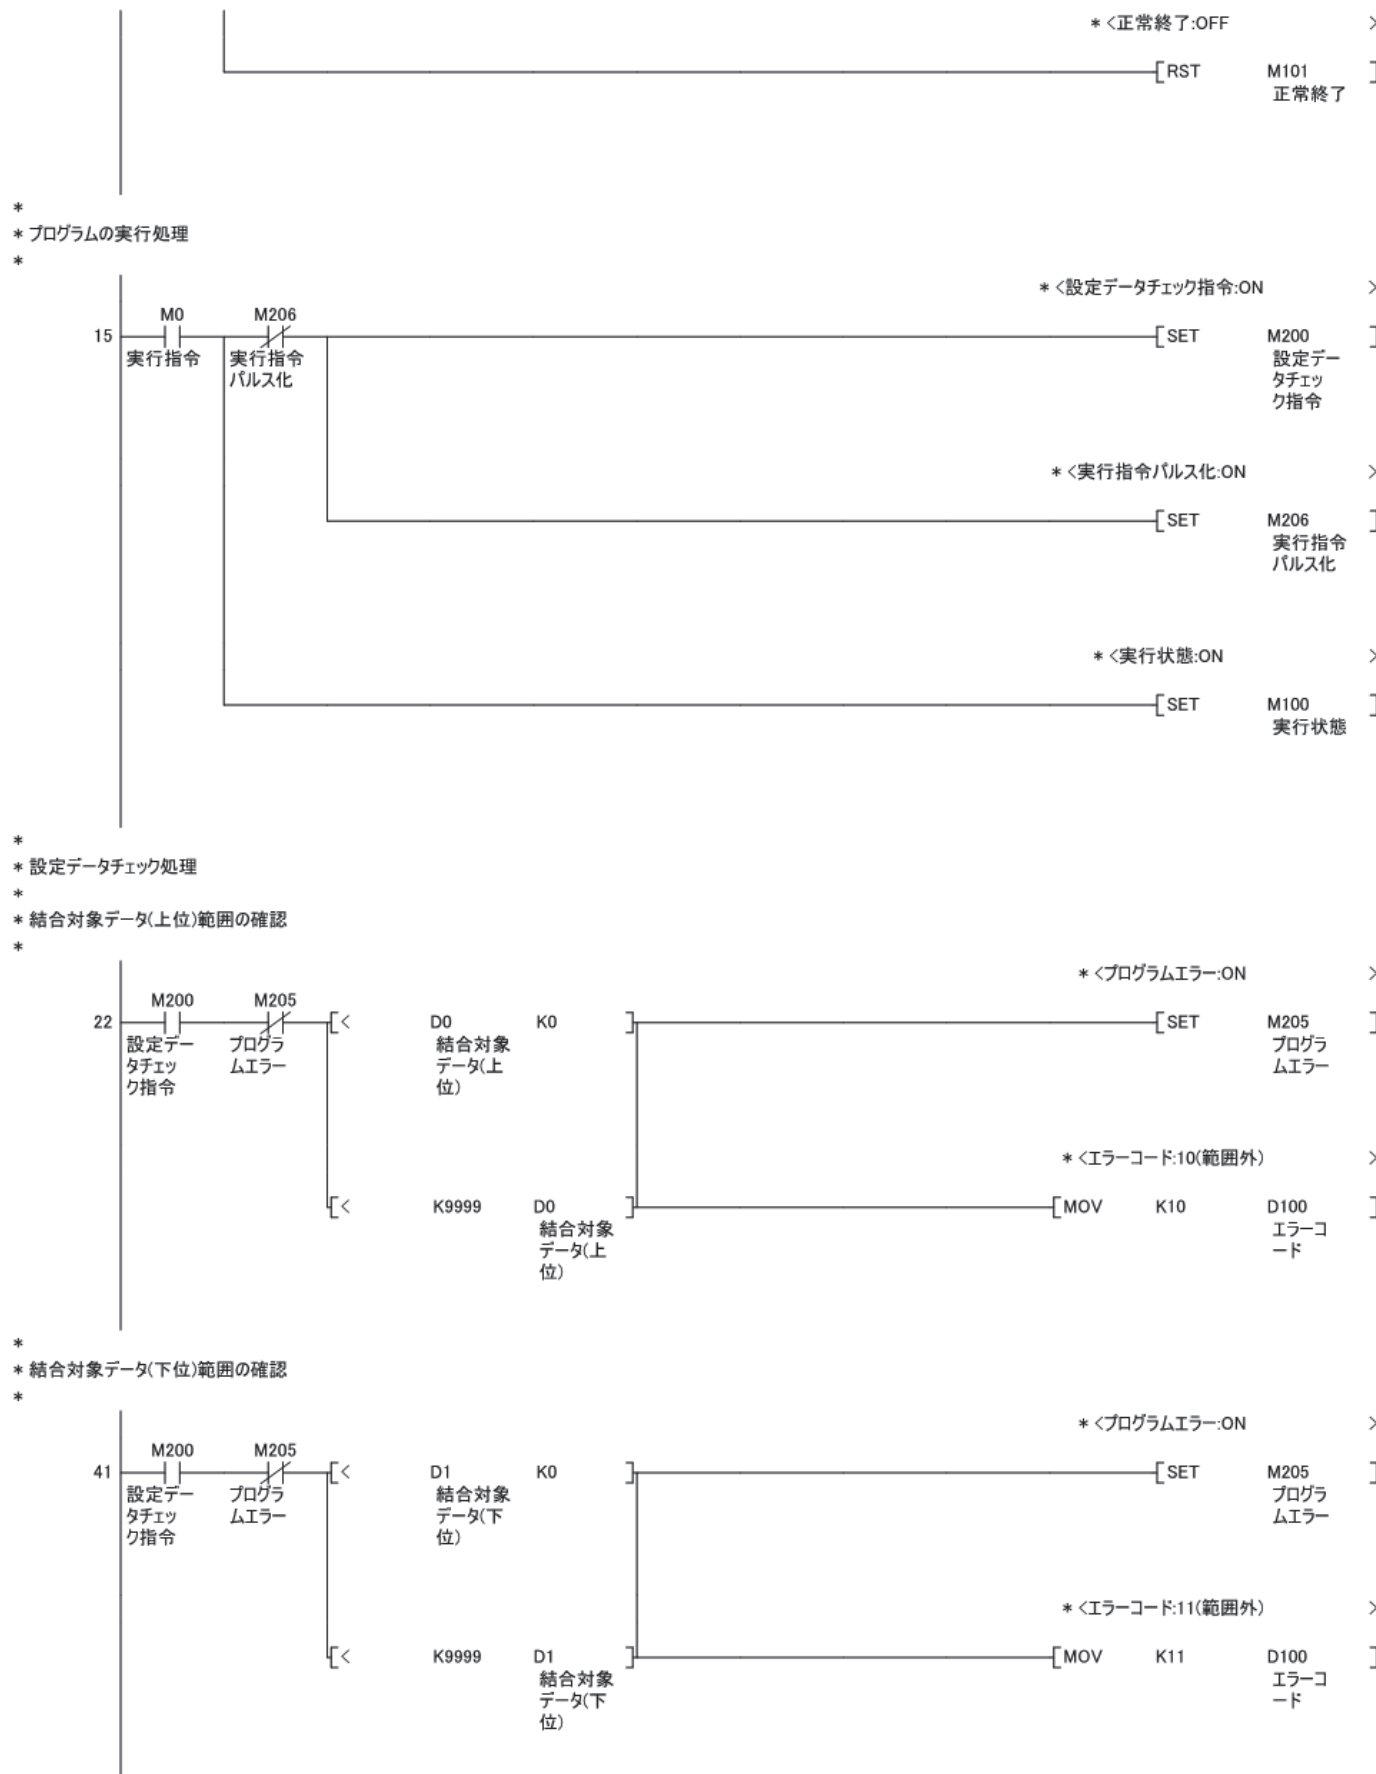 * <正常終了:OFF >
[RST M101 ]
正常終了
*
* プログラムの実行処理
*
* <設定データチェック指令:ON >
M0 M206
15 [SET M200 ]
実行指令 実行指令 設定デー
パルス化 タチェッ
ク指令
* <実行指令パルス化:ON >
[SET M206 ]
実行指令
パルス化
* <実行状態:ON >
[SET M100 ]
実行状態
*
* 設定データチェック処理
*
* 結合対象データ(上位)範囲の確認
*
* <プログラムエラー:ON >
M200 M205
22 [< D0 K0 ] [SET M205 ]
設定デー プログラ 結合対象 プログラ
タチェッ ムエラー データ(上 ムエラー
ク指令 位)
* <エラーコード:10(範囲外) >
[< K9999 D0 ] [MOV K10 D100 ]
結合対象 エラーコ
データ(上 ード
位)
*
* 結合対象データ(下位)範囲の確認
*
* <プログラムエラー:ON >
M200 M205
41 [< D1 K0 ] [SET M205 ]
設定デー プログラ 結合対象 プログラ
タチェッ ムエラー データ(下 ムエラー
ク指令 位)
* <エラーコード:11(範囲外) >
[< K9999 D1 ] [MOV K11 D100 ]
結合対象 エラーコ
データ(下 ード
位)